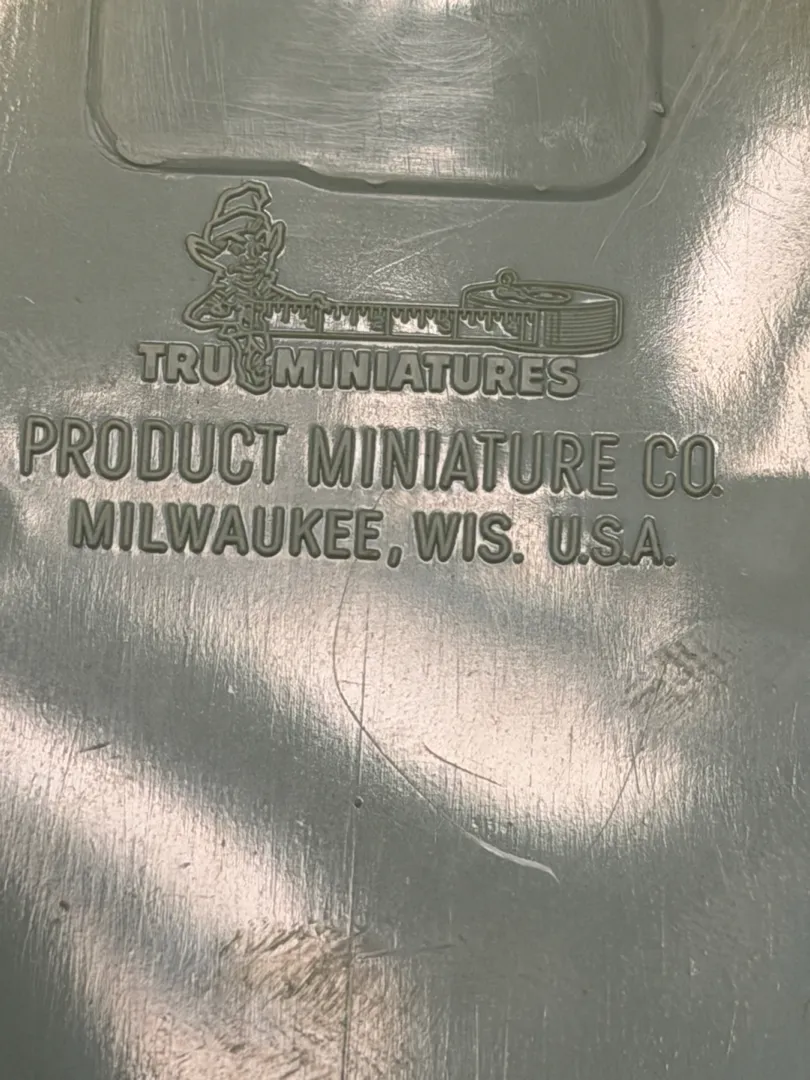 TRU MINIATURES
PRODUCT MINIATURE CO.
MILWAUKEE, WIS. U.S.A.